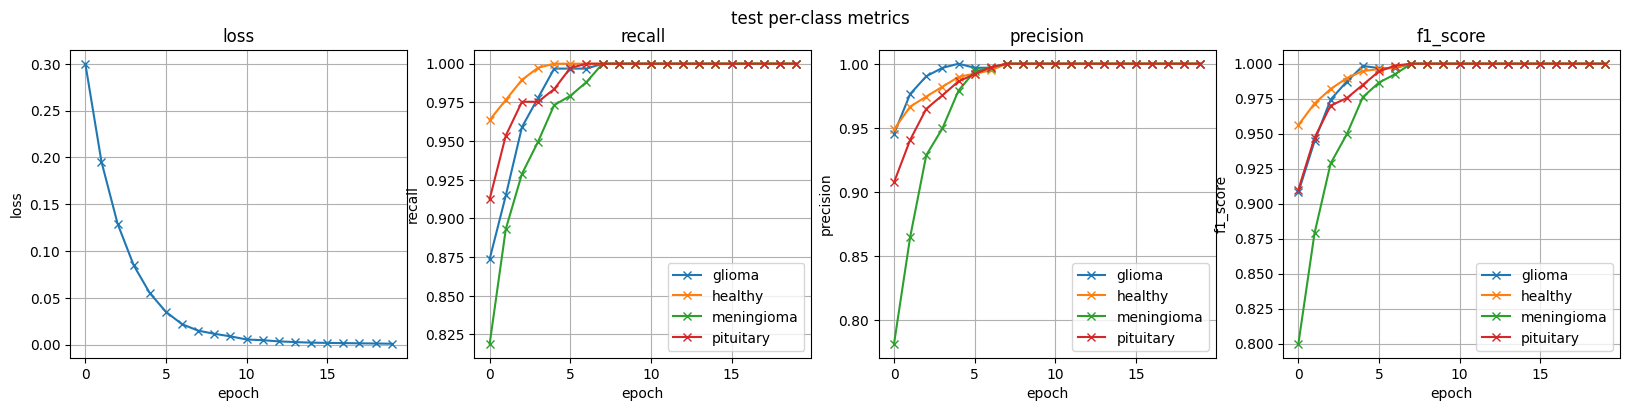 test per-class metrics
loss
0.30
0.25
0.20
0.15
0.10
0.05
0.00
loss
0 5 10 15
epoch
recall
1.000
0.975
0.950
0.925
0.900
0.875
0.850
0.825
recall
0 5 10 15
epoch
glioma
healthy
meningioma
pituitary
precision
1.00
0.95
0.90
0.85
0.80
precision
0 5 10 15
epoch
glioma
healthy
meningioma
pituitary
f1_score
1.000
0.975
0.950
0.925
0.900
0.875
0.850
0.825
0.800
f1_score
0 5 10 15
epoch
glioma
healthy
meningioma
pituitary